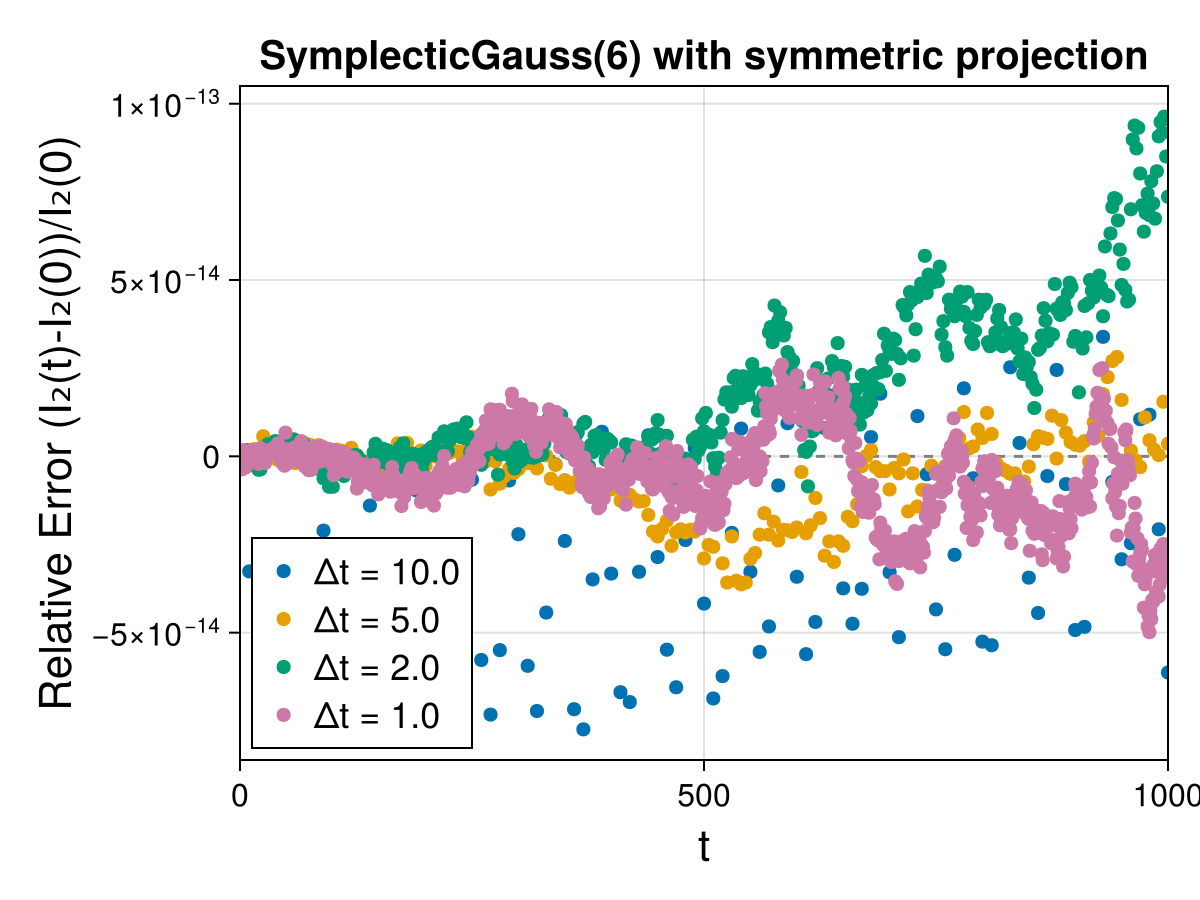 SymplecticGauss(6) with symmetric projection
Relative Error (I₂(t)-I₂(0))/I₂(0)
1×10⁻¹³
5×10⁻¹⁴
0
−5×10⁻¹⁴
Δt = 10.0
Δt = 5.0
Δt = 2.0
Δt = 1.0
0 500 1000
t